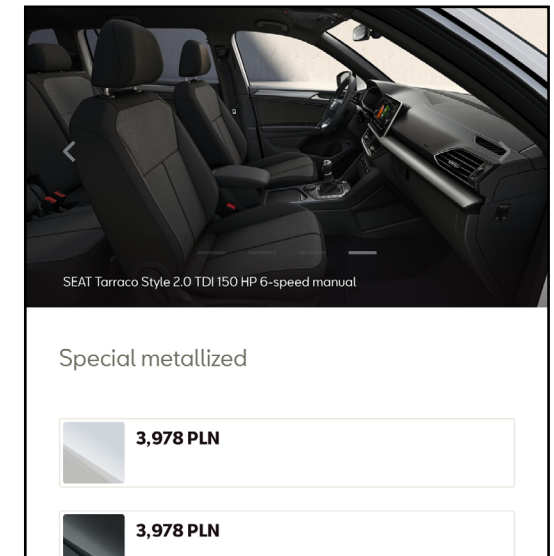 SEAT Tarraco Style 2.0 TDI 150 HP 6-speed manual
Special metallized
3,978 PLN
3,978 PLN